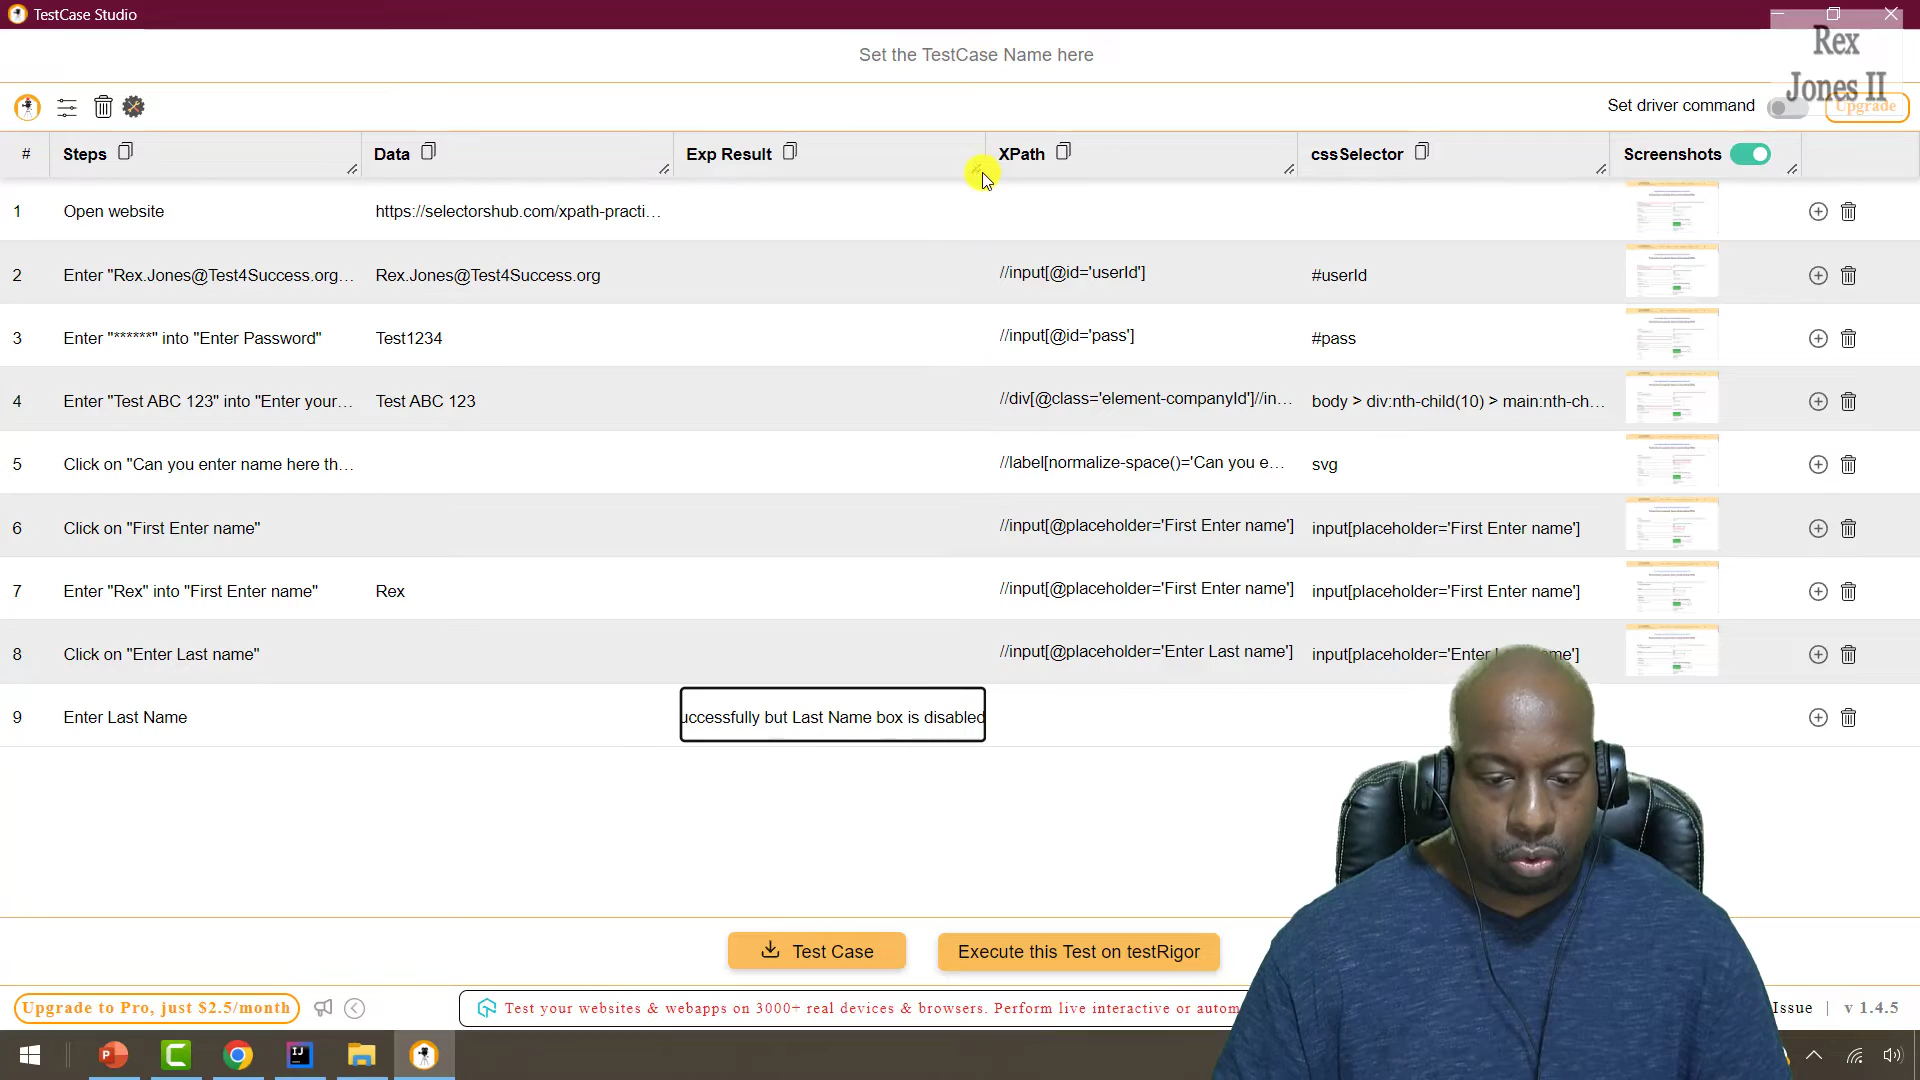 TestCase Studio
Rex
Jones II
Set the TestCase Name here
Set driver command
Upgrade
# Steps Data Exp Result XPath cssSelector Screenshots
1 Open website https://selectorshub.com/xpath-practi…
2 Enter "Rex.Jones@Test4Success.org… Rex.Jones@Test4Success.org //input[@id='userId'] #userId
3 Enter "******" into "Enter Password" Test1234 //input[@id='pass'] #pass
4 Enter "Test ABC 123" into "Enter your… Test ABC 123 //div[@class='element-companyId']//in… body > div:nth-child(10) > main:nth-ch…
5 Click on "Can you enter name here th… //label[normalize-space()='Can you e… svg
6 Click on "First Enter name" //input[@placeholder='First Enter name'] input[placeholder='First Enter name']
7 Enter "Rex" into "First Enter name" Rex //input[@placeholder='First Enter name'] input[placeholder='First Enter name']
8 Click on "Enter Last name" //input[@placeholder='Enter Last name'] input[placeholder='Enter name']
9 Enter Last Name uccessfully but Last Name box is disabled
Test Case Execute this Test on testRigor
Upgrade to Pro, just $2.5/month Test your websites & webapps on 3000+ real devices & browsers. Perform live interactive or autom Issue | v 1.4.5